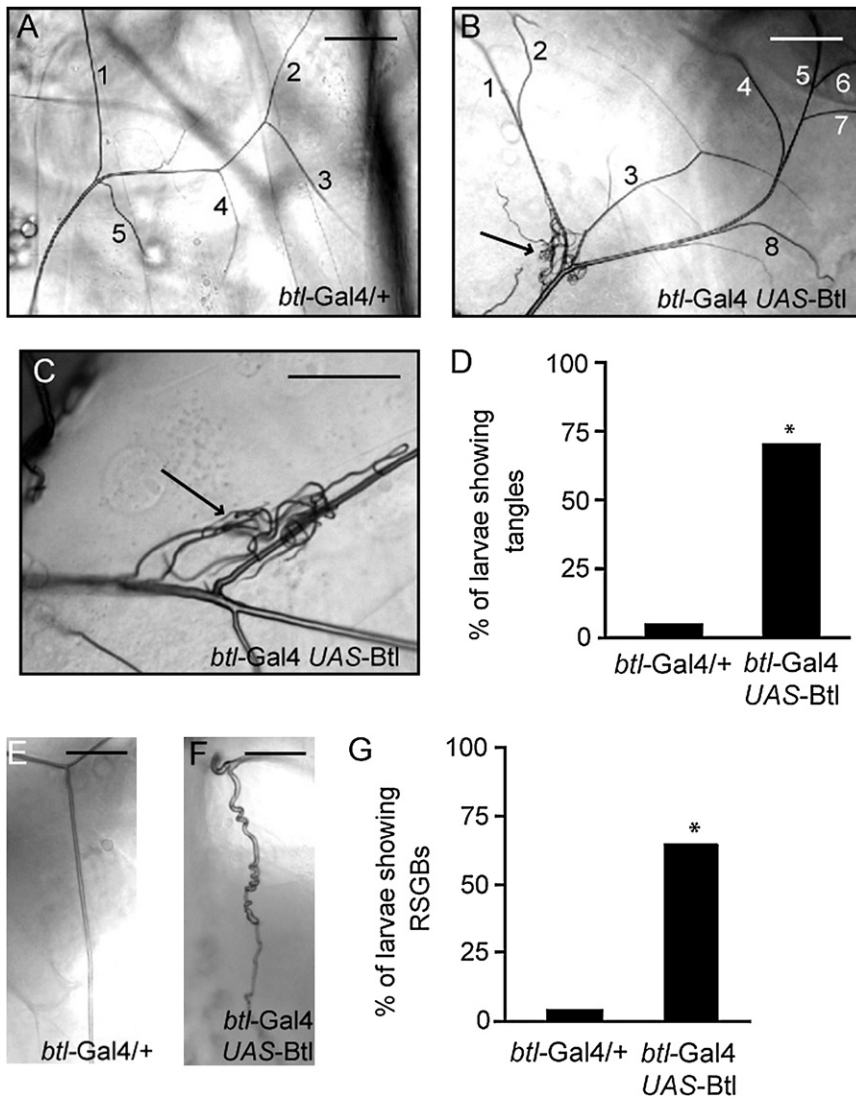 A
1
2
3
4
5
btl-Gal4/+
B
1
2
3
4
5
6
7
8
btl-Gal4 UAS-Btl
C
btl-Gal4 UAS-Btl
D
% of larvae showing
tangles
100
75
50
25
0
*
btl-Gal4/+
btl-Gal4
UAS-Btl
E
btl-Gal4/+
F
btl-Gal4
UAS-Btl
G
% of larvae showing
RSGBs
100
75
50
25
0
*
btl-Gal4/+
btl-Gal4
UAS-Btl